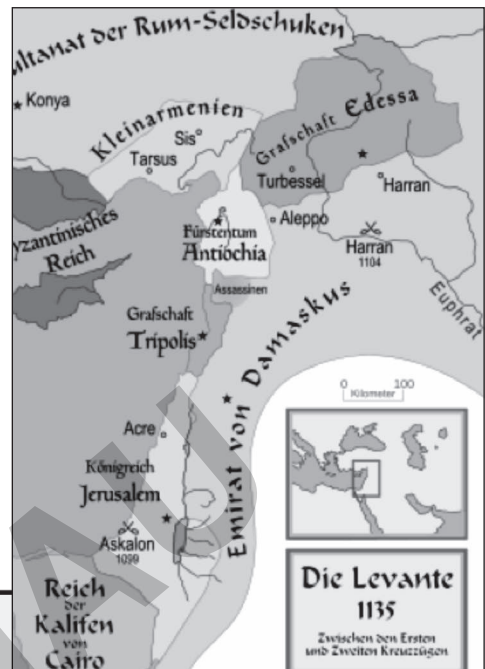 ultanat der Rum-Seldschuken
Konya
Kleinarmenien
Sis
Tarsus
Grafschaft Edessa
Turbessel
Harran
Aleppo
Harran
1104
yzantinisches
Reich
Fürstentum
Antiochia
Assassinen
Euphrat
Grafschaft
Tripolis
Emirat von Damaskus
0 100
Kilometer
Acre
Königreich
Jerusalem
Askalon
1099
Reich
der
Kalifen
von
Cairo
Die Levante
1135
Zwischen den Ersten
und Zweiten Kreuzzügen
AU